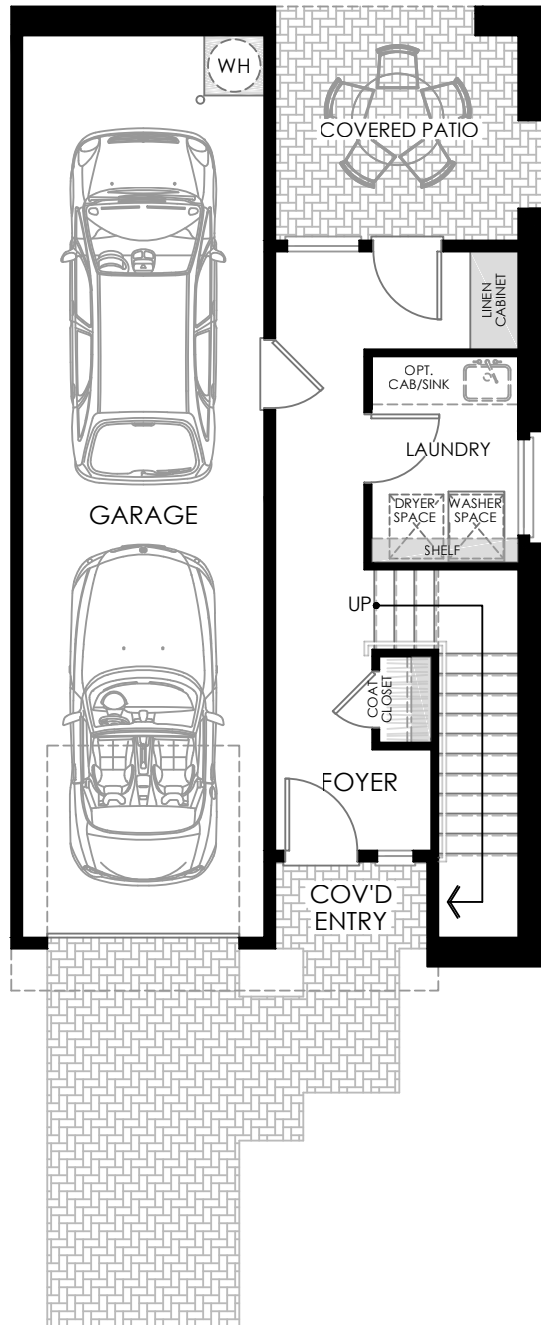 WH
COVERED PATIO
LINEN
CABINET
OPT.
CAB/SINK
LAUNDRY
DRYER
SPACE
WASHER
SPACE
SHELF
GARAGE
UP
COAT
CLOSET
FOYER
COV'D
ENTRY